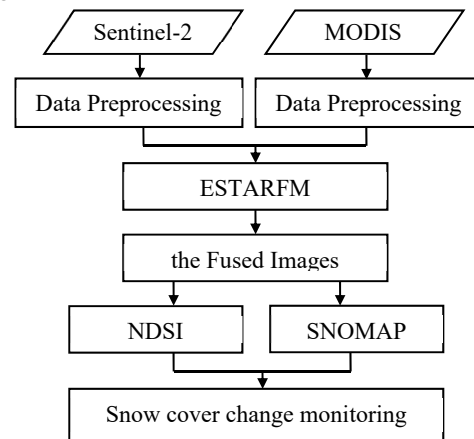 Sentinel-2
MODIS
Data Preprocessing
Data Preprocessing
ESTARFM
the Fused Images
NDSI
SNOMAP
Snow cover change monitoring